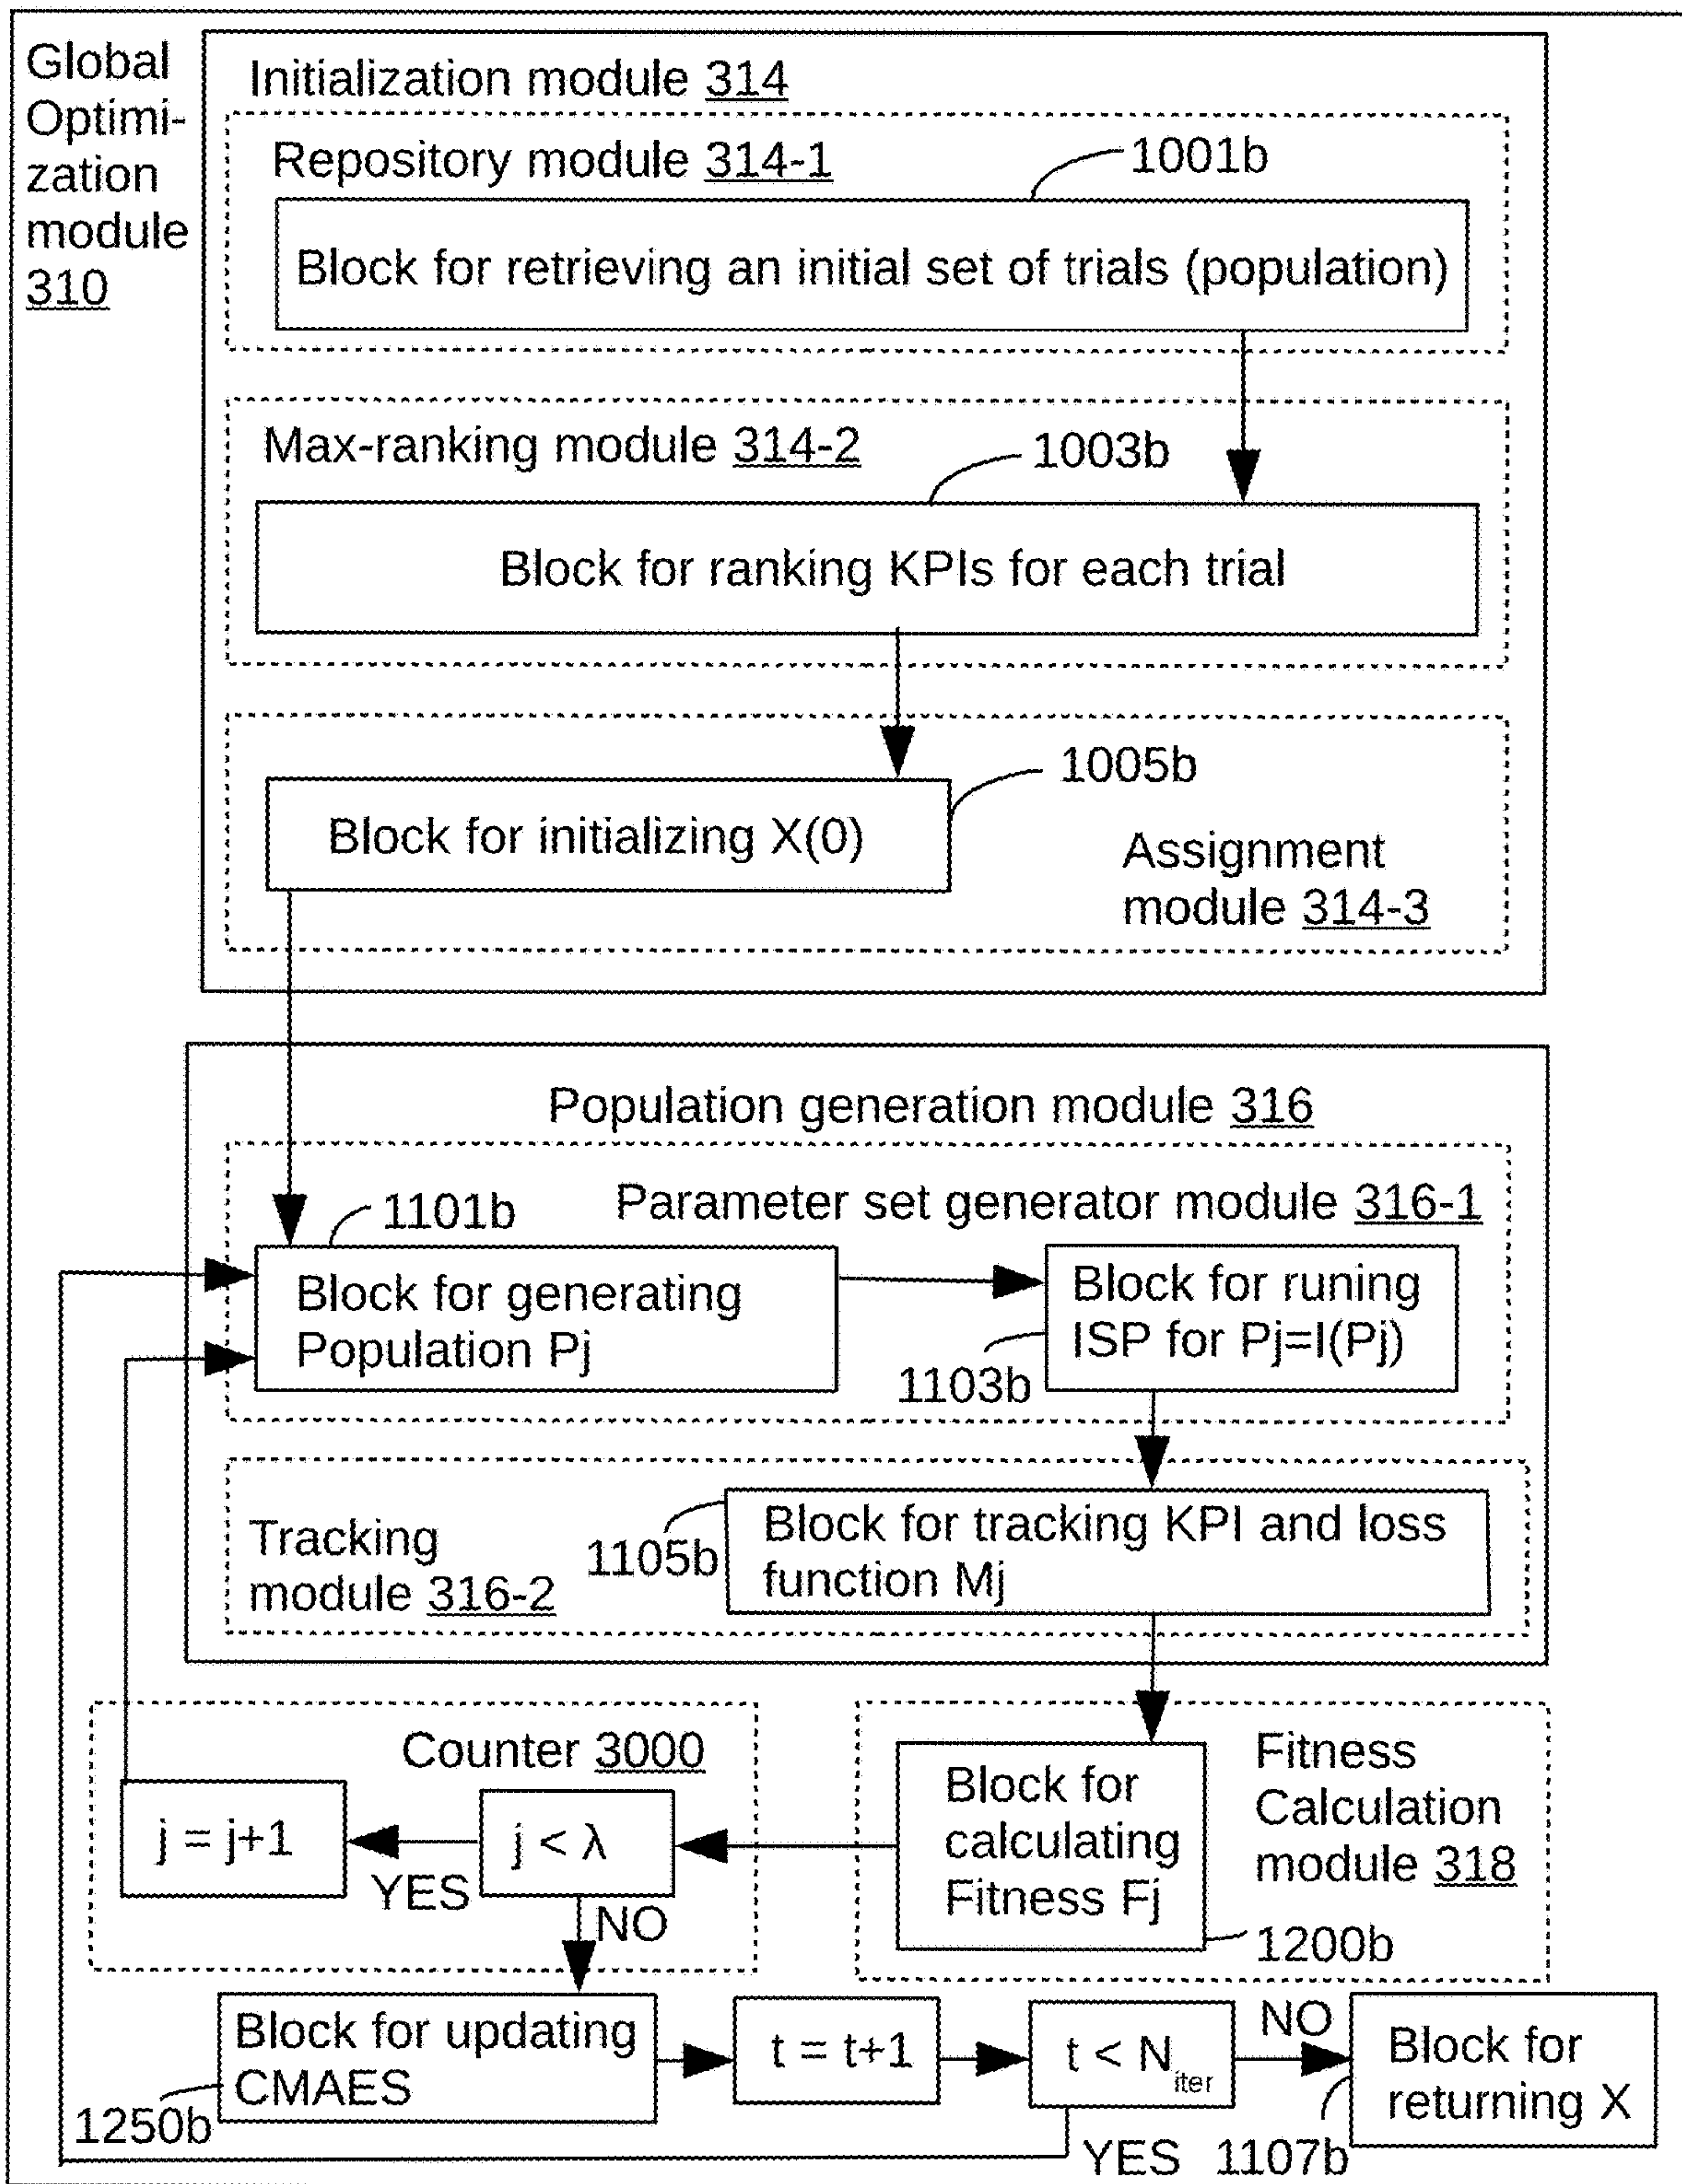 Global
Optimi-
zation
module
310
Initialization module 314
Repository module 314-1
1001b
Block for retrieving an initial set of trials (population)
Max-ranking module 314-2
1003b
Block for ranking KPIs for each trial
1005b
Block for initializing X(0)
Assignment
module 314-3
Population generation module 316
Parameter set generator module 316-1
1101b
Block for generating
Population Pj
Block for runing
ISP for Pj=I(Pj)
1103b
Tracking
module 316-2
1105b
Block for tracking KPI and loss
function Mj
Counter 3000
j = j+1
YES
j < λ
NO
Block for
calculating
Fitness Fj
Fitness
Calculation
module 318
1200b
Block for updating
CMAES
1250b
t = t+1
t < Niter
NO
YES
Block for
returning X
1107b